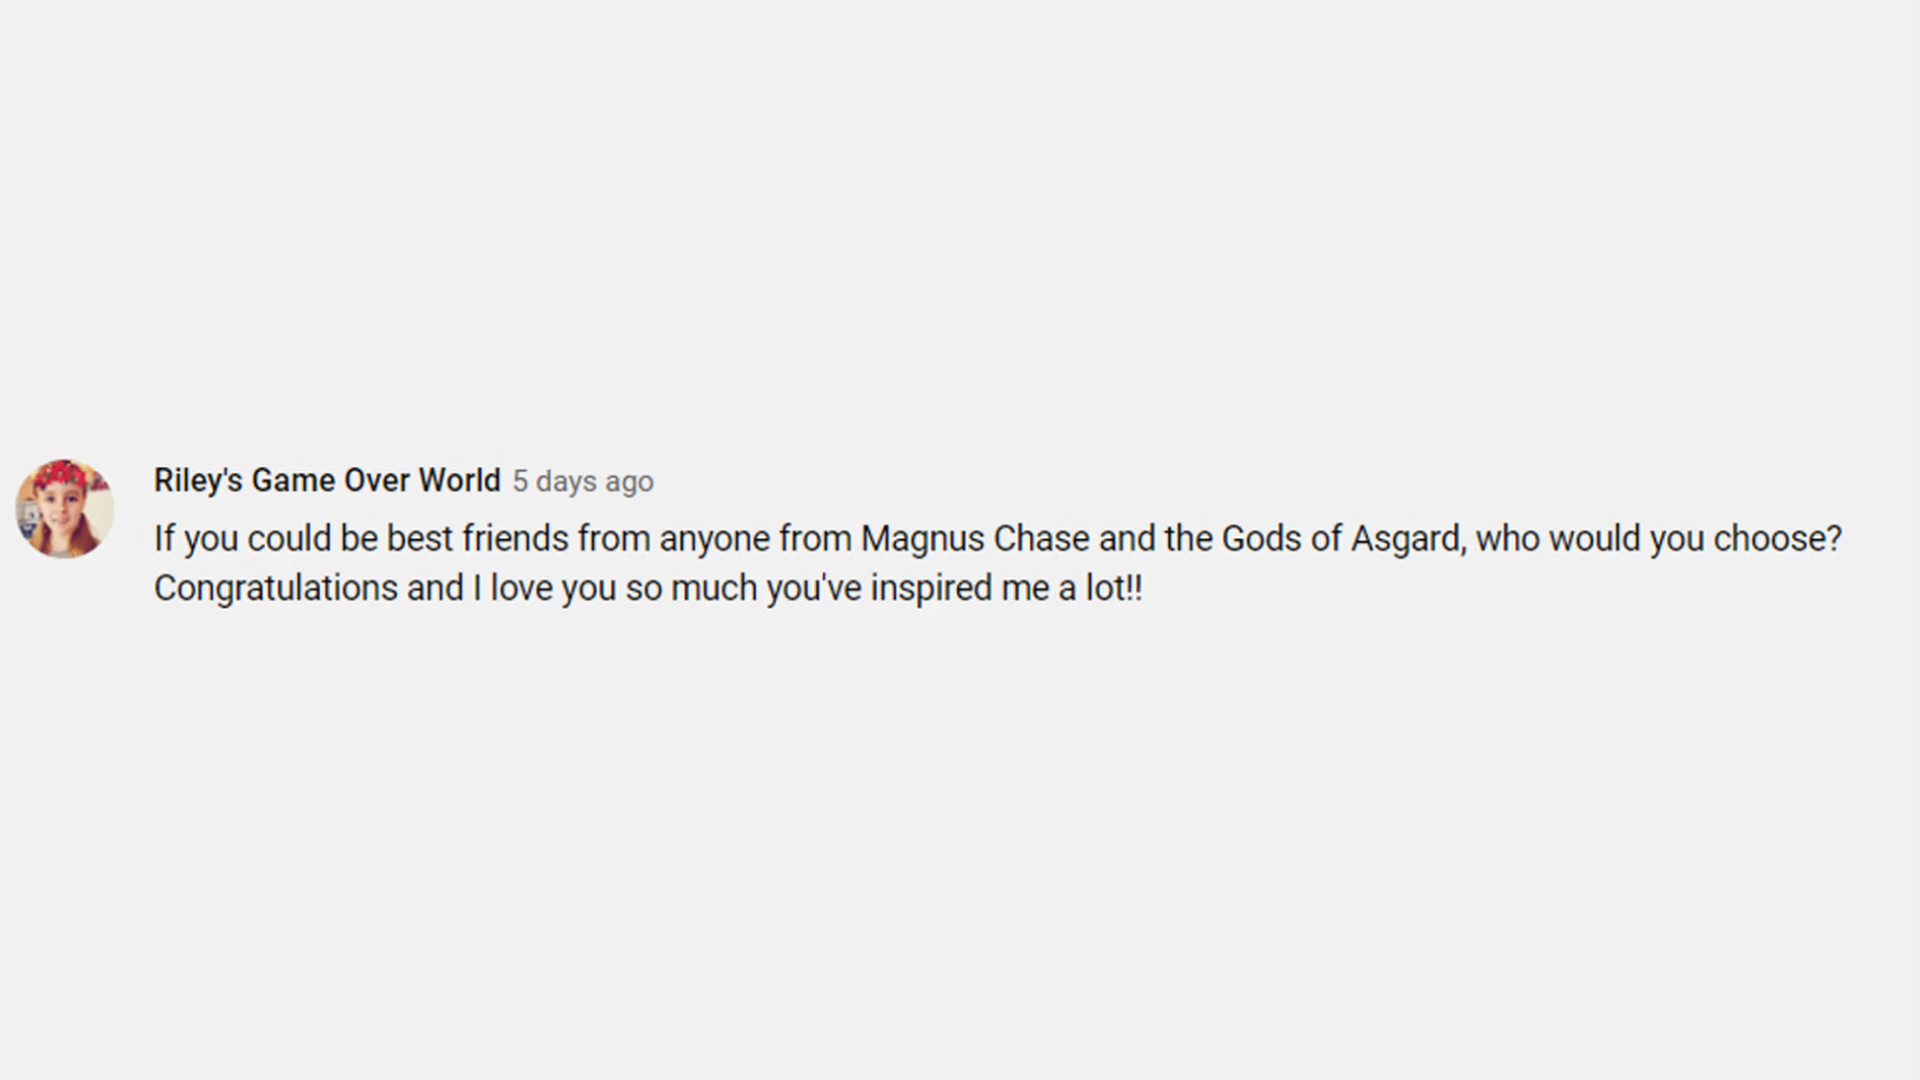 Riley's Game Over World 5 days ago
If you could be best friends from anyone from Magnus Chase and the Gods of Asgard, who would you choose?
Congratulations and I love you so much you've inspired me a lot!!